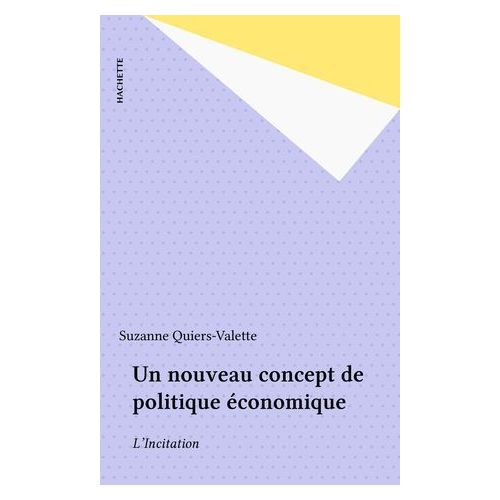 HACHETTE
Suzanne Quiers-Valette
Un nouveau concept de
politique économique
L'Incitation